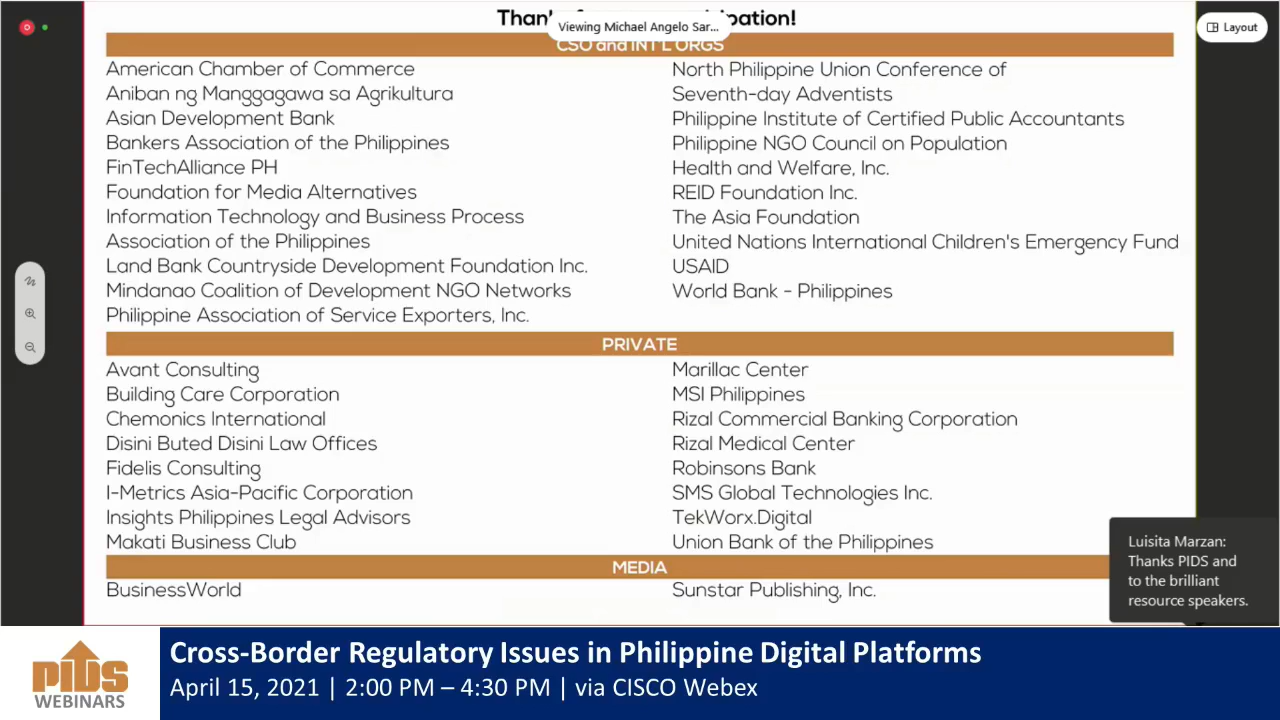 Thank
ipation!
Viewing Michael Angelo Sar...
Layout
CSO and INT'L ORGS
American Chamber of Commerce
Aniban ng Manggagawa sa Agrikultura
Asian Development Bank
Bankers Association of the Philippines
FinTechAlliance PH
Foundation for Media Alternatives
Information Technology and Business Process
Association of the Philippines
Land Bank Countryside Development Foundation Inc.
Mindanao Coalition of Development NGO Networks
Philippine Association of Service Exporters, Inc.
North Philippine Union Conference of
Seventh-day Adventists
Philippine Institute of Certified Public Accountants
Philippine NGO Council on Population
Health and Welfare, Inc.
REID Foundation Inc.
The Asia Foundation
United Nations International Children's Emergency Fund
USAID
World Bank - Philippines
PRIVATE
Avant Consulting
Building Care Corporation
Chemonics International
Disini Buted Disini Law Offices
Fidelis Consulting
I-Metrics Asia-Pacific Corporation
Insights Philippines Legal Advisors
Makati Business Club
Marillac Center
MSI Philippines
Rizal Commercial Banking Corporation
Rizal Medical Center
Robinsons Bank
SMS Global Technologies Inc.
TekWorx.Digital
Union Bank of the Philippines
MEDIA
BusinessWorld
Sunstar Publishing, Inc.
Luisita Marzan:
Thanks PIDS and
to the brilliant
resource speakers.
PIDS
WEBINARS
Cross-Border Regulatory Issues in Philippine Digital Platforms
April 15, 2021 | 2:00 PM – 4:30 PM | via CISCO Webex